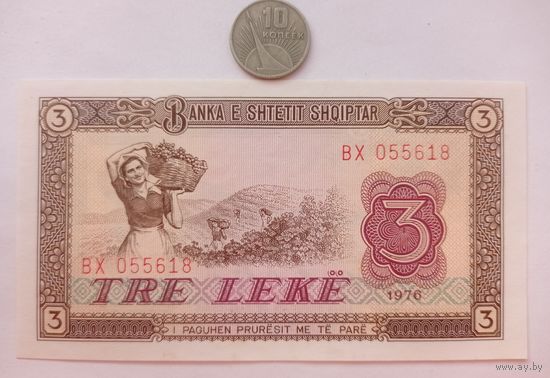 10
КОПЕЕК
3
BANKA E SHTETIT SHQIPTAR
3
BX 055618
3
BX 055618
TRE LEKË
1976
3
I PAGUHEN PRURËSIT ME TË PARË
3
www.ay.by